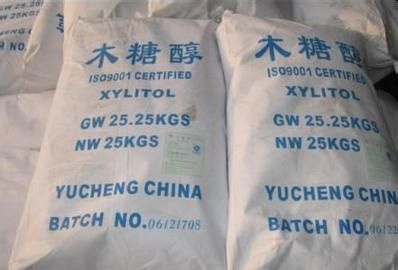 木糖醇
ISO9001 CERTIFIED
XYLITOL
GW 25.25KGS
NW 25KGS
YUCHENG CHINA
BATCH NO.06121708
木糖醇
ISO9001 CERTIFIED
XYLITOL
GW 25.25KGS
NW 25KGS
YUCHENG CHINA
BATCH NO.